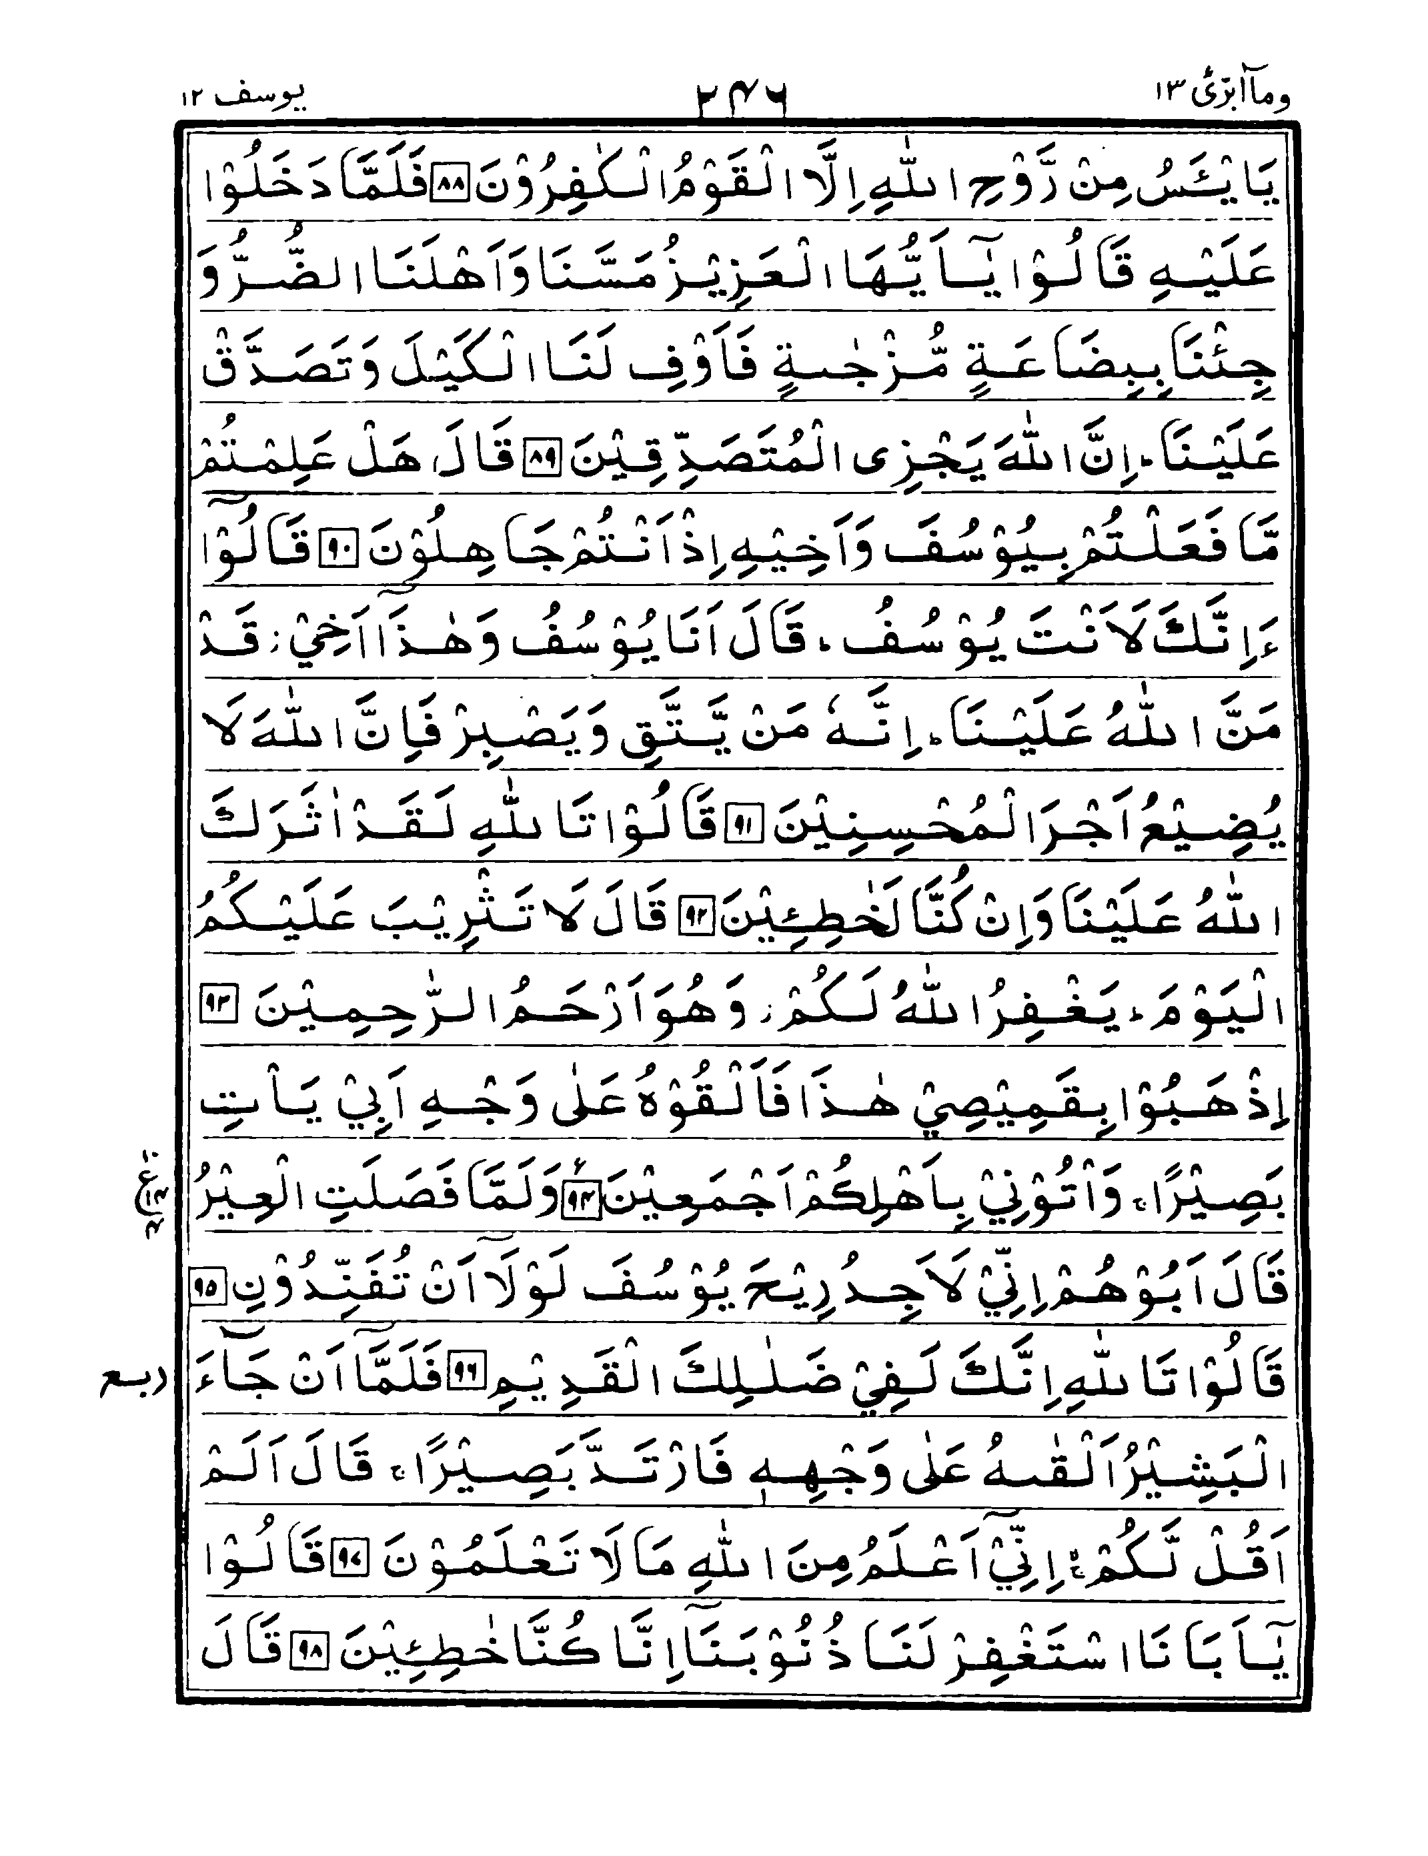 وماۤابرّئ ١٣
٢٤٦
يوسف ١٢
يَايْـَٔسُ مِنْ رَّوْحِ اللّٰهِ اِلَّا الْقَوْمُ الْكٰفِرُوْنَ ٨٨ فَلَمَّا دَخَلُوْا
عَلَيْهِ قَالُوْا يٰۤاَيُّهَا الْعَزِيْزُ مَسَّنَا وَاَهْلَنَا الضُّرُّ وَ
جِئْنَا بِبِضَاعَةٍ مُّزْجٰىةٍ فَاَوْفِ لَنَا الْكَيْلَ وَتَصَدَّقْ
عَلَيْنَا ؕ اِنَّ اللّٰهَ يَجْزِى الْمُتَصَدِّقِيْنَ ٨٩ قَالَ هَلْ عَلِمْتُمْ
مَّا فَعَلْتُمْ بِيُوْسُفَ وَاَخِيْهِ اِذْ اَنْتُمْ جَاهِلُوْنَ ٩٠ قَالُوْۤا
ءَاِنَّكَ لَاَنْتَ يُوْسُفُ ؕ قَالَ اَنَا يُوْسُفُ وَهٰذَاۤ اَخِيْ ز قَدْ
مَنَّ اللّٰهُ عَلَيْنَا ؕ اِنَّهٗ مَنْ يَّتَّقِ وَيَصْبِرْ فَاِنَّ اللّٰهَ لَا
يُضِيْعُ اَجْرَ الْمُحْسِنِيْنَ ٩١ قَالُوْا تَاللّٰهِ لَقَدْ اٰثَرَكَ
اللّٰهُ عَلَيْنَا وَاِنْ كُنَّا لَخٰطِئِيْنَ ٩٢ قَالَ لَا تَثْرِيْبَ عَلَيْكُمُ
الْيَوْمَ ؕ يَغْفِرُ اللّٰهُ لَكُمْ ز وَهُوَ اَرْحَمُ الرّٰحِمِيْنَ ٩٣
اِذْهَبُوْا بِقَمِيْصِيْ هٰذَا فَاَلْقُوْهُ عَلٰى وَجْهِ اَبِيْ يَاْتِ
بَصِيْرًا ۚ وَاْتُوْنِيْ بِاَهْلِكُمْ اَجْمَعِيْنَ ٩٤ وَلَمَّا فَصَلَتِ الْعِيْرُ
قَالَ اَبُوْهُمْ اِنِّيْ لَاَجِدُ رِيْحَ يُوْسُفَ لَوْلَاۤ اَنْ تُفَنِّدُوْنِ ٩٥
قَالُوْا تَاللّٰهِ اِنَّكَ لَفِيْ ضَلٰلِكَ الْقَدِيْمِ ٩٦ فَلَمَّاۤ اَنْ جَآءَ
ربع
الْبَشِيْرُ اَلْقٰىهُ عَلٰى وَجْهِهٖ فَارْتَدَّ بَصِيْرًا ۚ قَالَ اَلَمْ
اَقُلْ لَّكُمْ ۚ اِنِّيْۤ اَعْلَمُ مِنَ اللّٰهِ مَا لَا تَعْلَمُوْنَ ٩٧ قَالُوْا
يٰۤاَبَانَا اسْتَغْفِرْ لَنَا ذُنُوْبَنَاۤ اِنَّا كُنَّا خٰطِئِيْنَ ٩٨ قَالَ